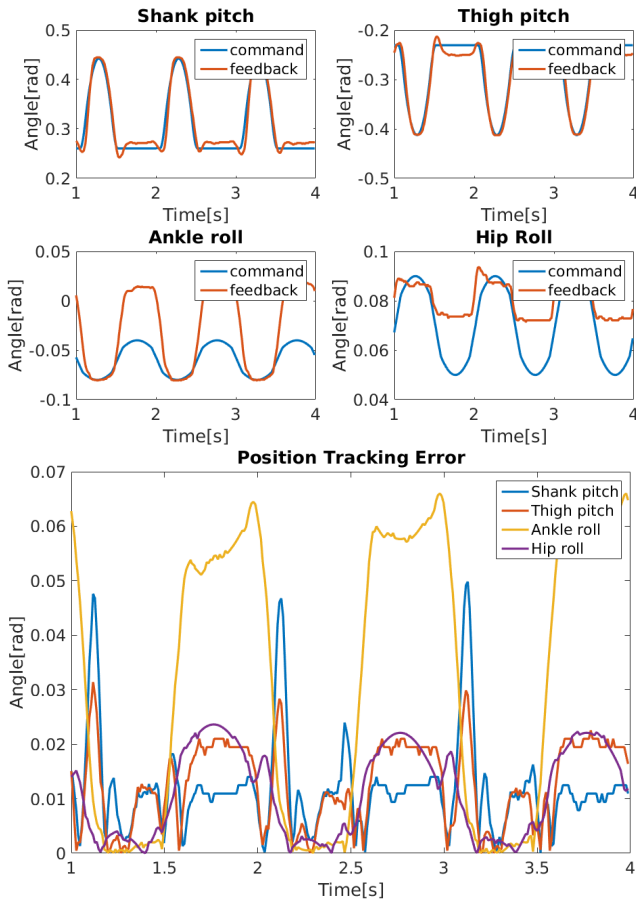 Shank pitch
0.5
0.4
0.3
0.2
Angle[rad]
command
feedback
1
2
3
4
Time[s]
Thigh pitch
-0.2
-0.3
-0.4
-0.5
Angle[rad]
command
feedback
1
2
3
4
Time[s]
Ankle roll
0.05
0
-0.05
-0.1
Angle[rad]
command
feedback
1
2
3
4
Time[s]
Hip Roll
0.1
0.08
0.06
0.04
Angle[rad]
command
feedback
1
2
3
4
Time[s]
Position Tracking Error
0.07
0.06
0.05
0.04
0.03
0.02
0.01
0
Angle[rad]
Shank pitch
Thigh pitch
Ankle roll
Hip roll
1
1.5
2
2.5
3
3.5
4
Time[s]